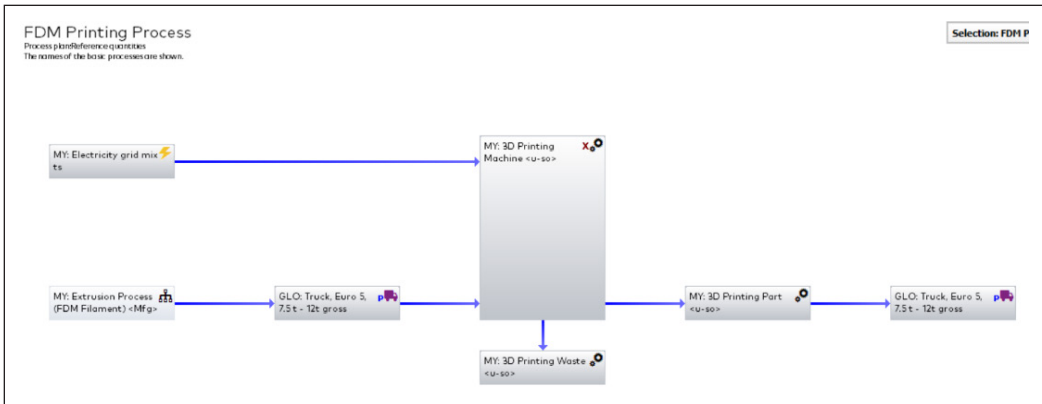 FDM Printing Process
Process plan:Reference quantities
The names of the basic processes are shown.
Selection: FDM P
MY: Electricity grid mix
ts
MY: 3D Printing
Machine <u-so>
X
MY: Extrusion Process
(FDM Filament) <Mfg>
GLO: Truck, Euro 5,
7.5 t - 12t gross
p
MY: 3D Printing Part
<u-so>
GLO: Truck, Euro 5,
7.5 t - 12t gross
p
MY: 3D Printing Waste
<u-so>